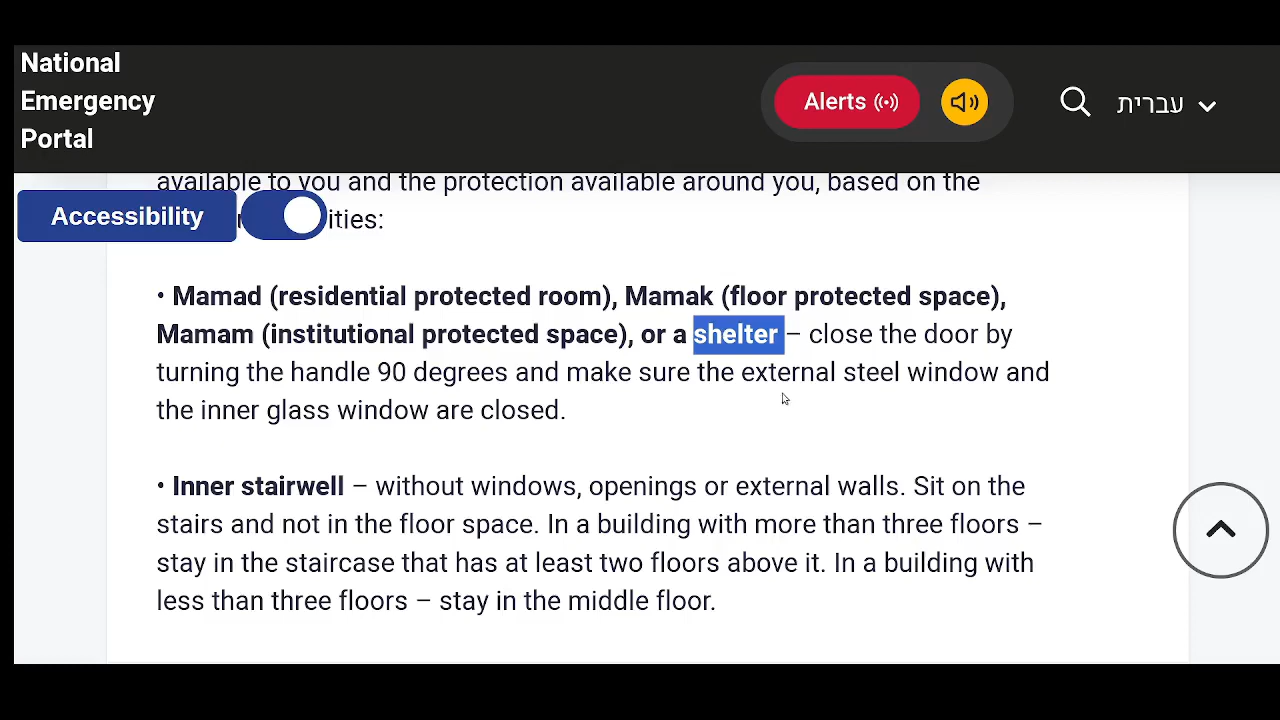 National
Emergency
Portal
Alerts
עברית
available to you and the protection available around you, based on the
Accessibility
ities:
• Mamad (residential protected room), Mamak (floor protected space),
Mamam (institutional protected space), or a shelter – close the door by
turning the handle 90 degrees and make sure the external steel window and
the inner glass window are closed.
• Inner stairwell – without windows, openings or external walls. Sit on the
stairs and not in the floor space. In a building with more than three floors –
stay in the staircase that has at least two floors above it. In a building with
less than three floors – stay in the middle floor.